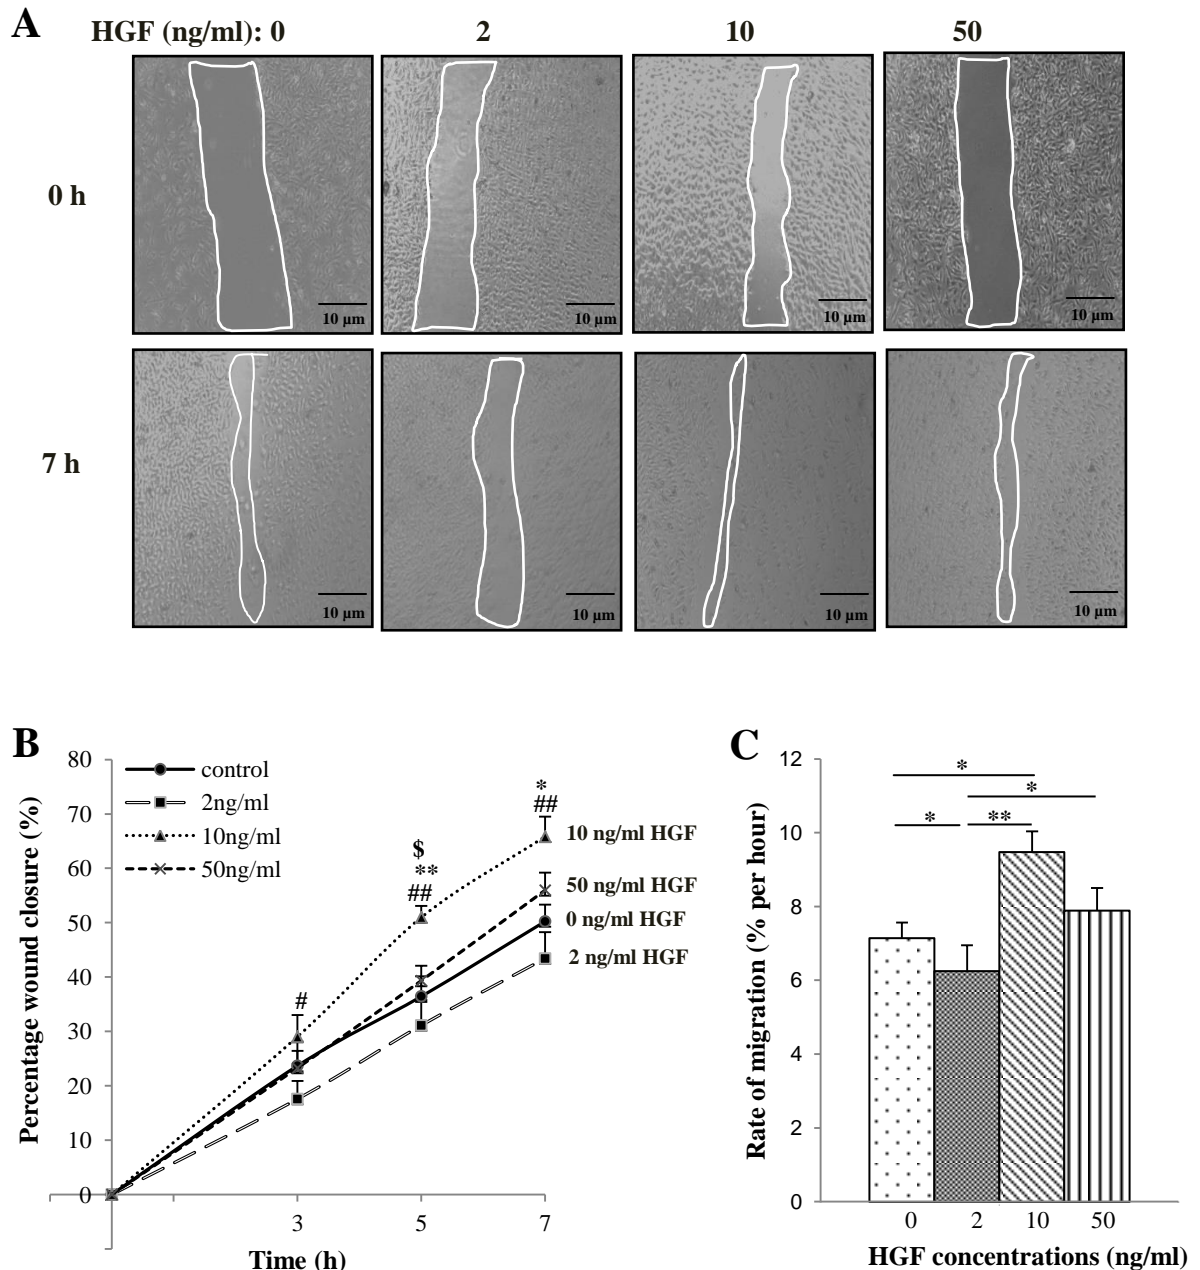 A
HGF (ng/ml): 0 2 10 50
0 h
10 µm 10 µm 10 µm 10 µm
7 h
10 µm 10 µm 10 µm 10 µm
B
Percentage wound closure (%)
80
70
60
50
40
30
20
10
0
control
2ng/ml
10ng/ml
50ng/ml
#
$
**
##
*
##
10 ng/ml HGF
50 ng/ml HGF
0 ng/ml HGF
2 ng/ml HGF
3 5 7
Time (h)
C
Rate of migration (% per hour)
12
10
8
6
4
2
0
*
*
* **
0 2 10 50
HGF concentrations (ng/ml)